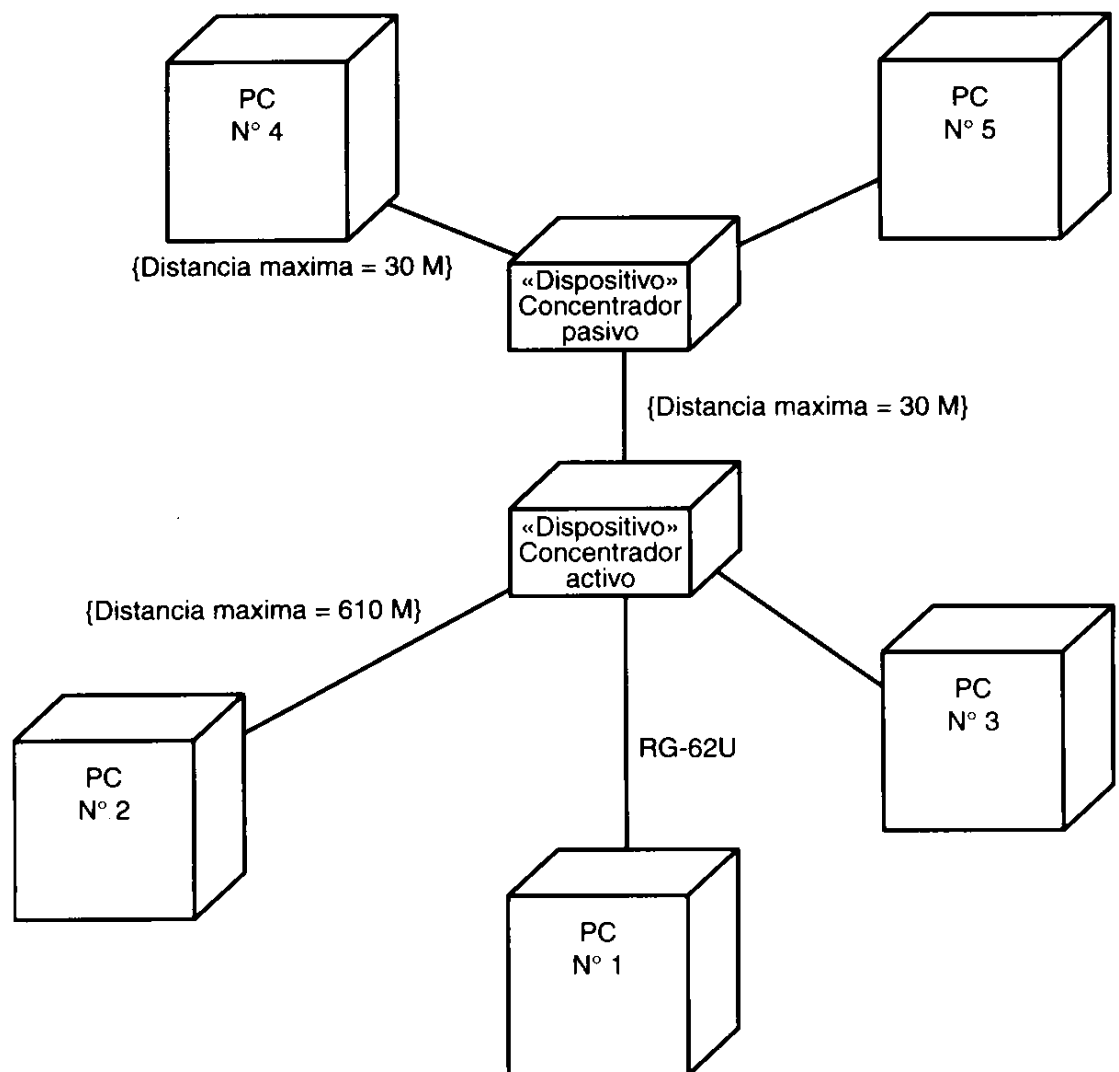 PC
N° 4
PC
N° 5
{Distancia maxima = 30 M}
«Dispositivo»
Concentrador
pasivo
{Distancia maxima = 30 M}
«Dispositivo»
Concentrador
activo
{Distancia maxima = 610 M}
PC
N° 3
RG-62U
PC
N° 2
PC
N° 1